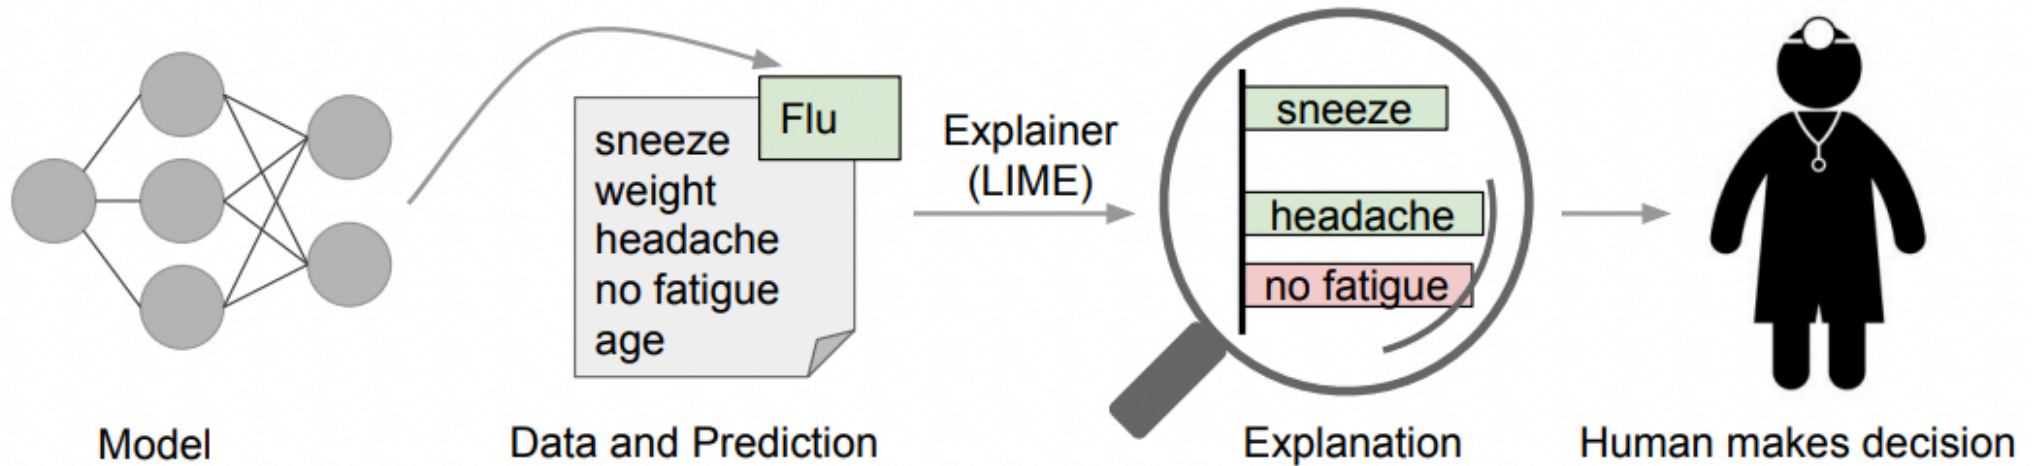 Flu
sneeze
weight
headache
no fatigue
age
Explainer
(LIME)
sneeze
headache
no fatigue
Model
Data and Prediction
Explanation
Human makes decision